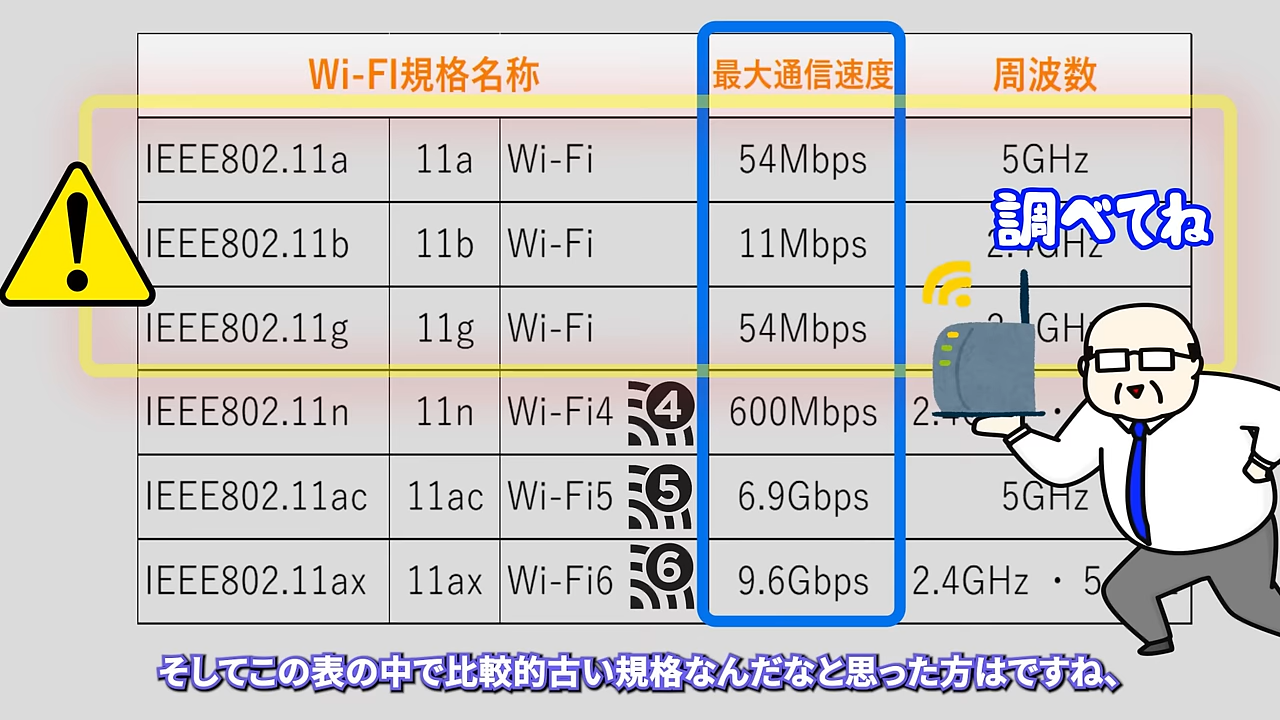 Wi-FI規格名称 最大通信速度 周波数
IEEE802.11a 11a Wi-Fi 54Mbps 5GHz
調べてね
IEEE802.11b 11b Wi-Fi 11Mbps
IEEE802.11g 11g Wi-Fi 54Mbps
IEEE802.11n 11n Wi-Fi4 4 600Mbps
IEEE802.11ac 11ac Wi-Fi5 5 6.9Gbps 5GHz
IEEE802.11ax 11ax Wi-Fi6 6 9.6Gbps 2.4GHz ・ 5
そしてこの表の中で比較的古い規格なんだなと思った方はですね、